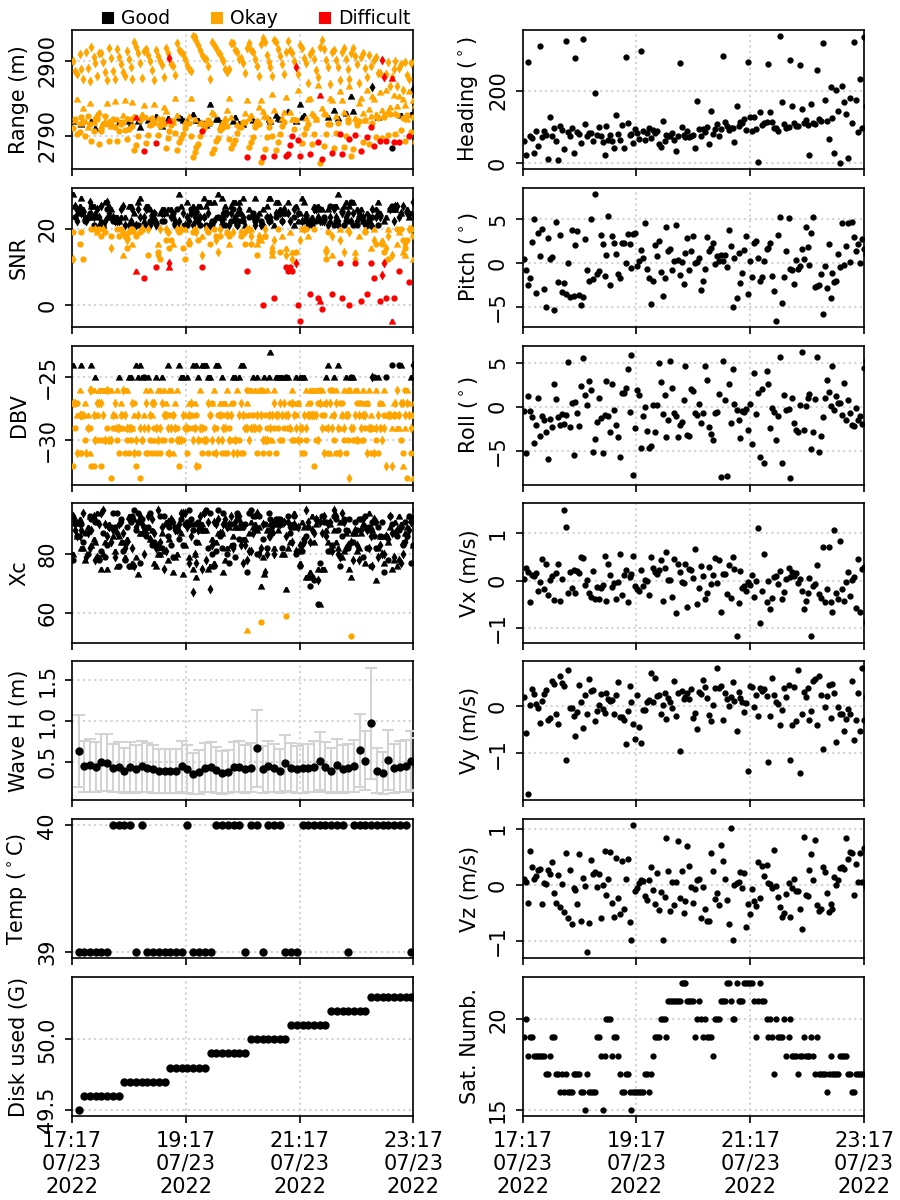 Good Okay Difficult
Range (m)
2900
2790
Heading (°)
200
0
SNR
20
0
Pitch (°)
5
0
−5
DBV
−25
−30
Roll (°)
5
0
−5
Xc
80
60
Vx (m/s)
1
0
−1
Wave H (m)
1.5
1.0
0.5
Vy (m/s)
0
−1
Temp (°C)
40
39
Vz (m/s)
1
0
−1
Disk used (G)
50.0
49.5
Sat. Numb.
20
15
17:17 19:17 21:17 23:17
07/23 07/23 07/23 07/23
2022 2022 2022 2022
17:17 19:17 21:17 23:17
07/23 07/23 07/23 07/23
2022 2022 2022 2022